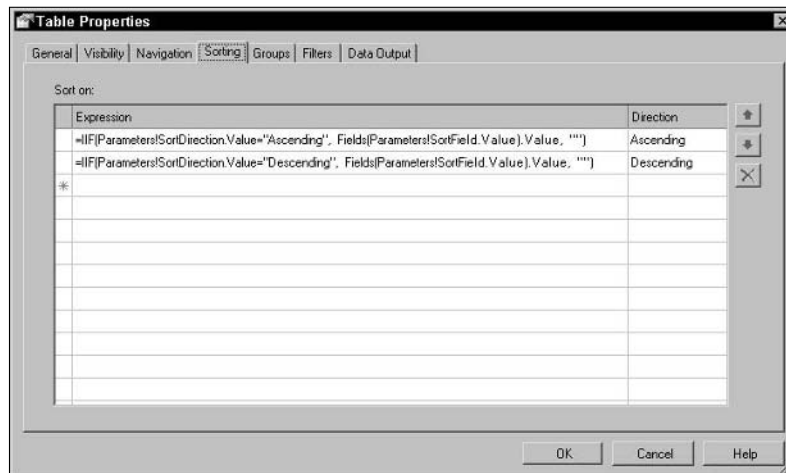 Table Properties
General Visibility Navigation Sorting Groups Filters Data Output
Sort on:
Expression Direction
=IIF(Parameters!SortDirection.Value="Ascending", Fields(Parameters!SortField.Value).Value, "") Ascending
=IIF(Parameters!SortDirection.Value="Descending", Fields(Parameters!SortField.Value).Value, "") Descending
OK Cancel Help